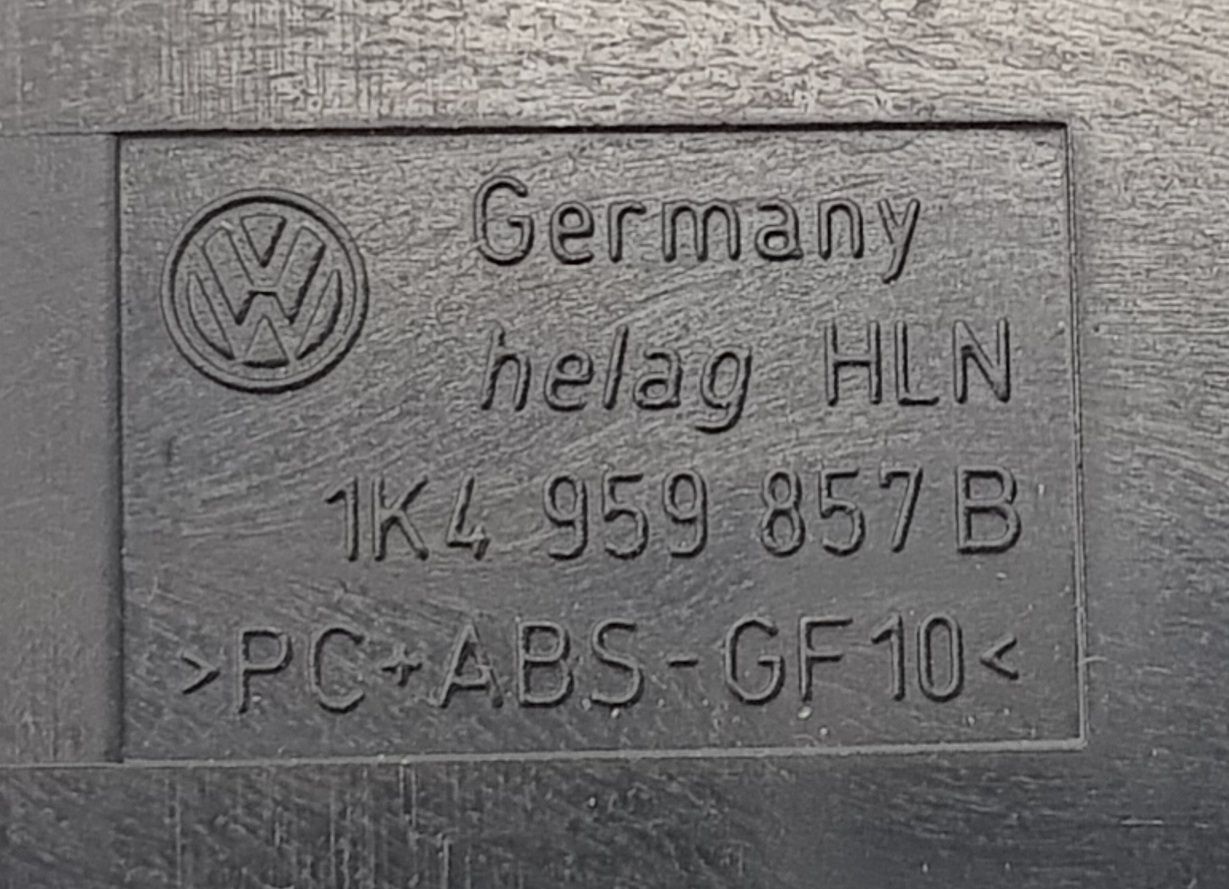 Germany
helag HLN
1K4 959 857 B
>PC+ABS-GF10<